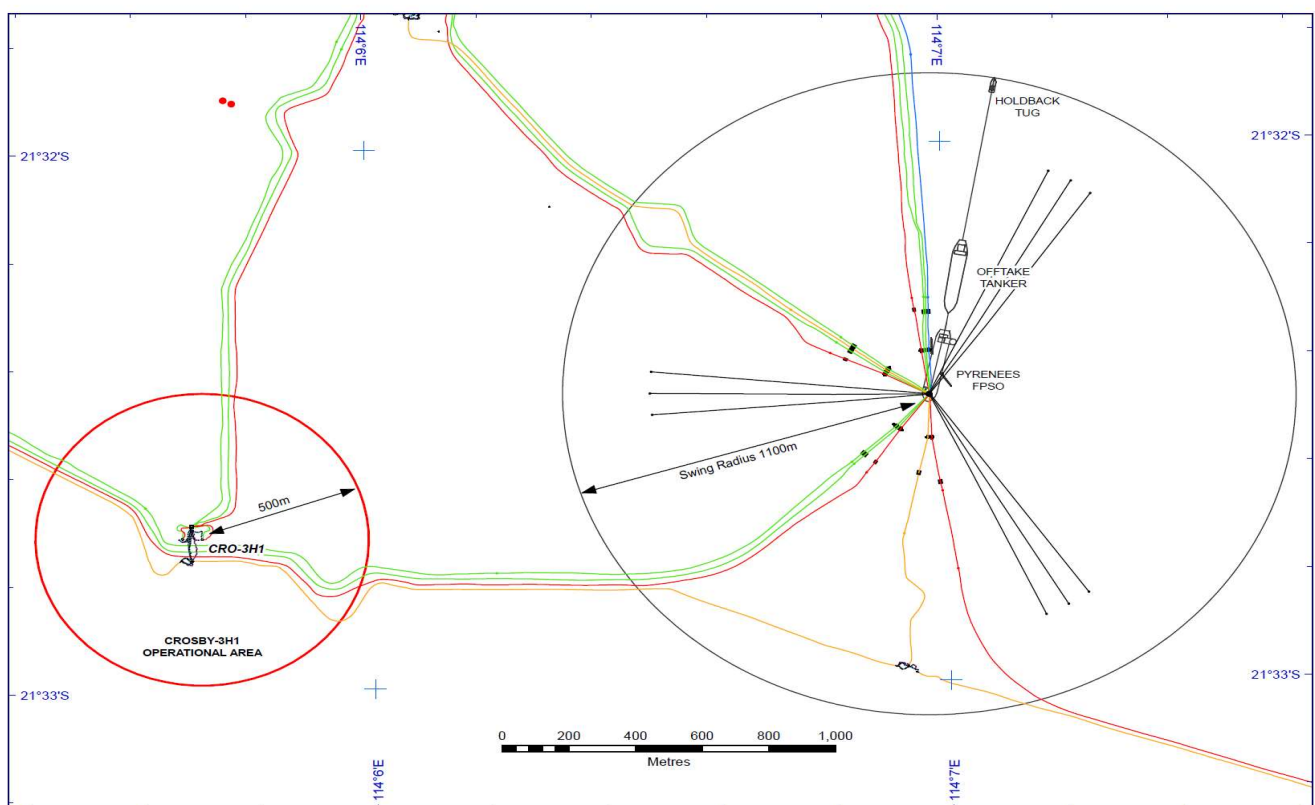 114°6'E
114°7'E
HOLDBACK
TUG
21°32'S
21°32'S
OFFTAKE
TANKER
PYRENEES
FPSO
Swing Radius 1100m
500m
CRO-3H1
CROSBY-3H1
OPERATIONAL AREA
21°33'S
21°33'S
0 200 400 600 800 1,000
Metres
114°6'E
114°7'E